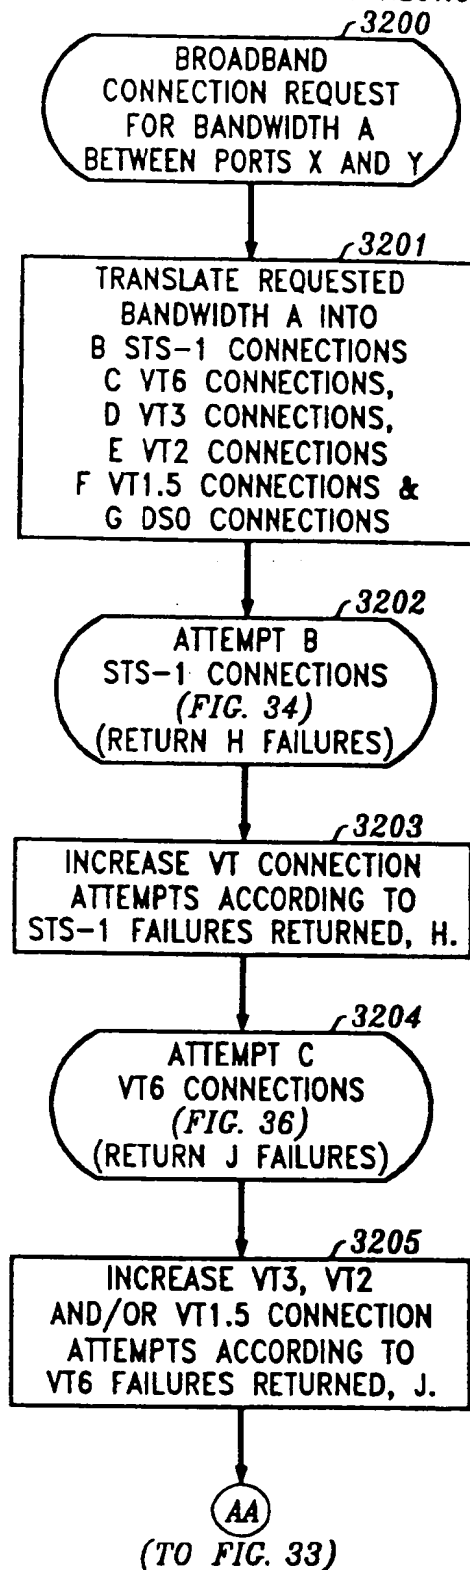 3200
BROADBAND
CONNECTION REQUEST
FOR BANDWIDTH A
BETWEEN PORTS X AND Y
3201
TRANSLATE REQUESTED
BANDWIDTH A INTO
B STS-1 CONNECTIONS
C VT6 CONNECTIONS,
D VT3 CONNECTIONS,
E VT2 CONNECTIONS
F VT1.5 CONNECTIONS &
G DS0 CONNECTIONS
3202
ATTEMPT B
STS-1 CONNECTIONS
(FIG. 34)
(RETURN H FAILURES)
3203
INCREASE VT CONNECTION
ATTEMPTS ACCORDING TO
STS-1 FAILURES RETURNED, H.
3204
ATTEMPT C
VT6 CONNECTIONS
(FIG. 36)
(RETURN J FAILURES)
3205
INCREASE VT3, VT2
AND/OR VT1.5 CONNECTION
ATTEMPTS ACCORDING TO
VT6 FAILURES RETURNED, J.
AA
(TO FIG. 33)